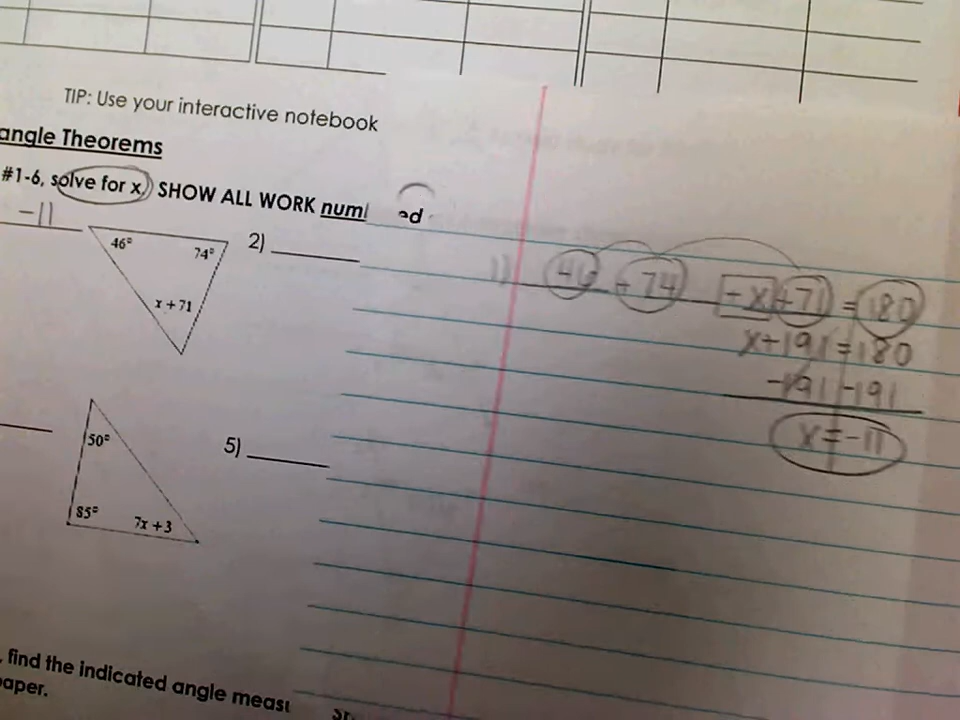 TIP: Use your interactive notebook
angle Theorems
#1-6, solve for x. SHOW ALL WORK
-11
46°
74°
x + 71
2)
1) 46 + 74 + x + 71 = 180
x + 191 = 180
-191 -191
x = -11
50°
85°
7x + 3
5)
, find the indicated angle
paper.